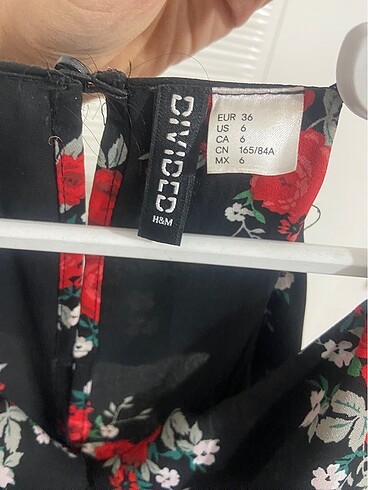 DIVIDED
H&M
EUR 36
US 6
CA 6
CN 165/84A
MX 6